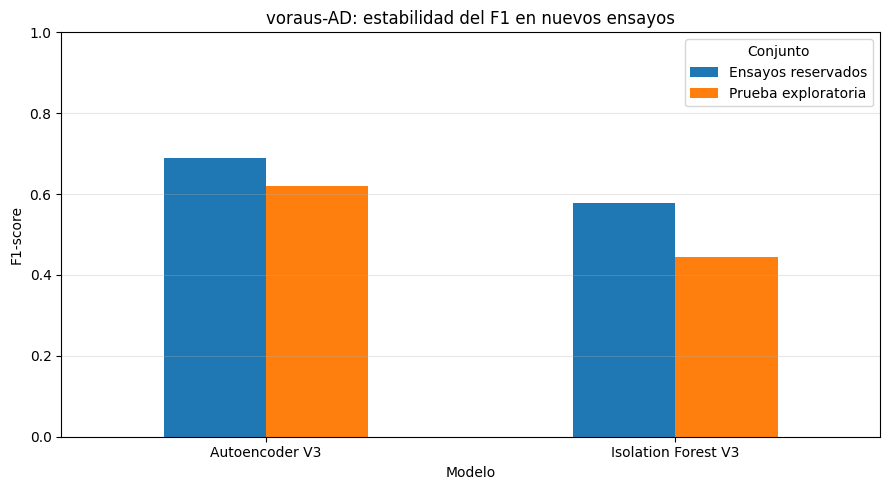 voraus-AD: estabilidad del F1 en nuevos ensayos
Conjunto
Ensayos reservados
Prueba exploratoria
F1-score
1.0
0.8
0.6
0.4
0.2
0.0
Autoencoder V3
Isolation Forest V3
Modelo